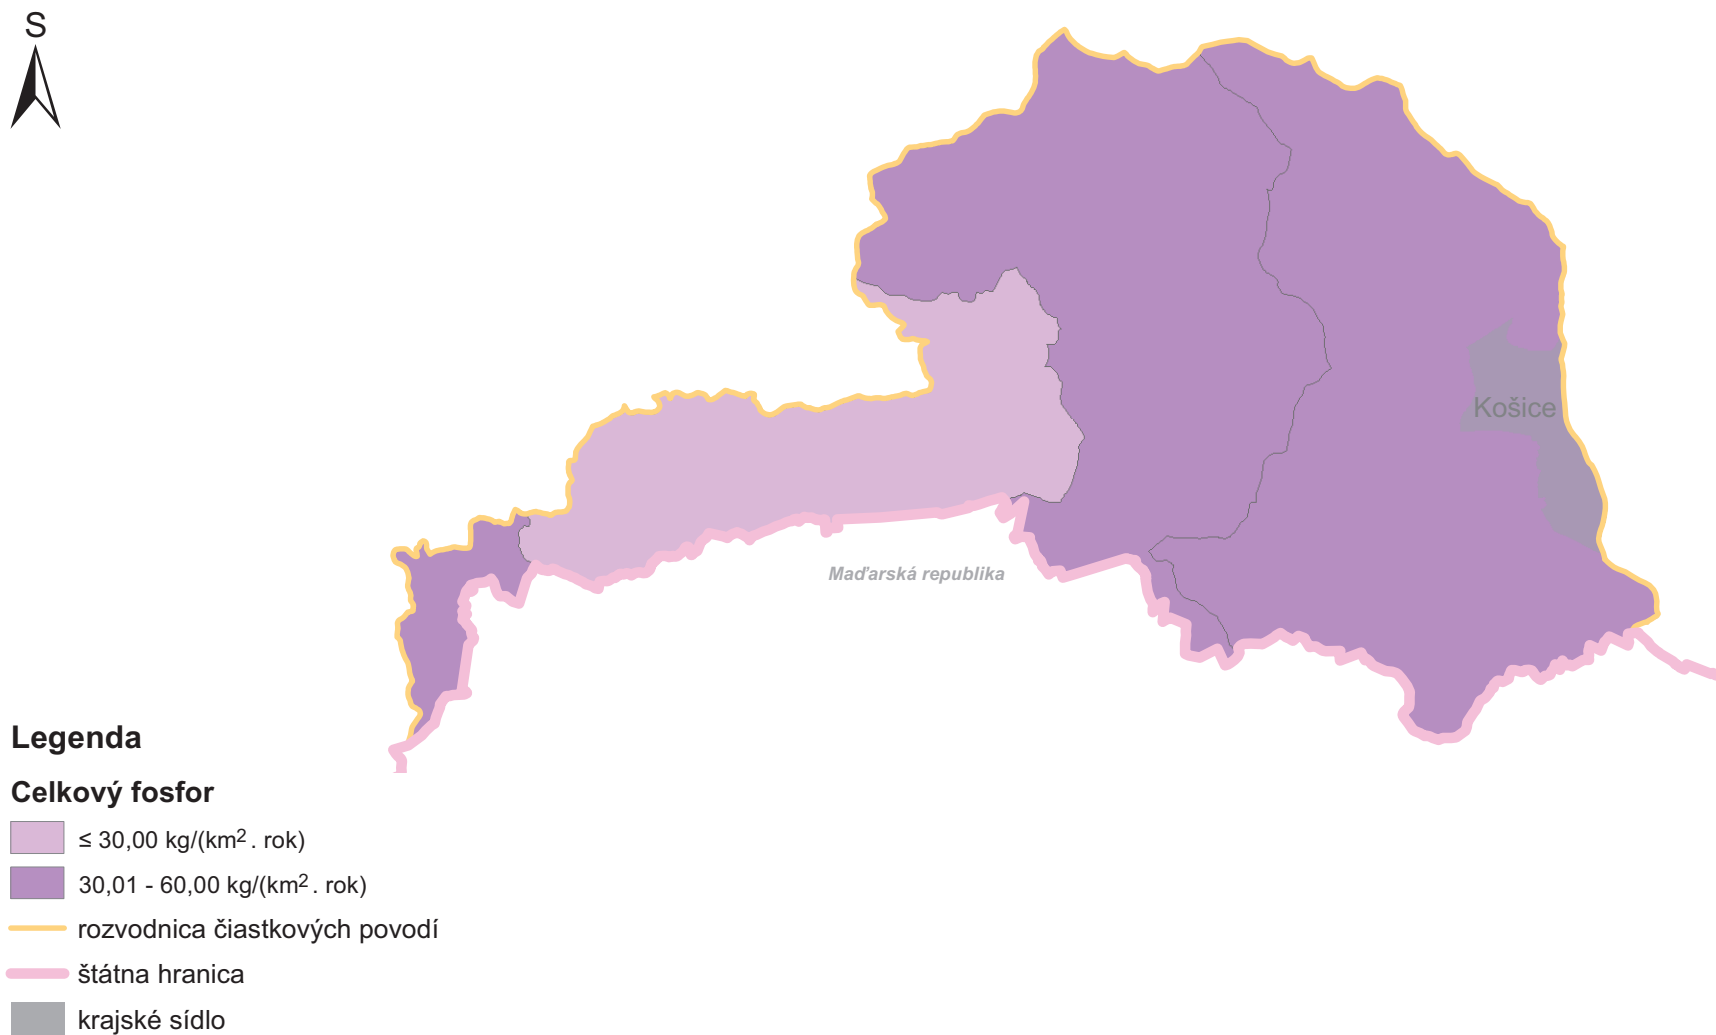 S
Košice
Maďarská republika
Legenda
Celkový fosfor
≤ 30,00 kg/(km². rok)
30,01 - 60,00 kg/(km². rok)
rozvodnica čiastkových povodí
štátna hranica
krajské sídlo